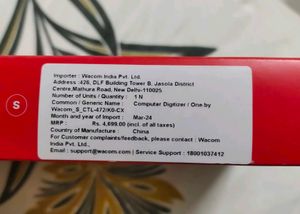 Importer : Wacom India Pvt. Ltd.
Address :426, DLF Building Tower B, Jasola District
Centre,Mathura Road, New Delhi-110025
Number of Units / Quantity : 1 N
Common / Generic Name : Computer Digitizer / One by
Wacom_S_CTL-472/K0-CX
Month and year of Import : Mar-24
MRP : Rs. 4,699.00 (incl. of all taxes)
Country of Manufacture : China
For Customer complaints/feedback, please contact : Wacom
India Pvt. Ltd.,
Email : support@wacom.com | Service Support : 18001037412
S